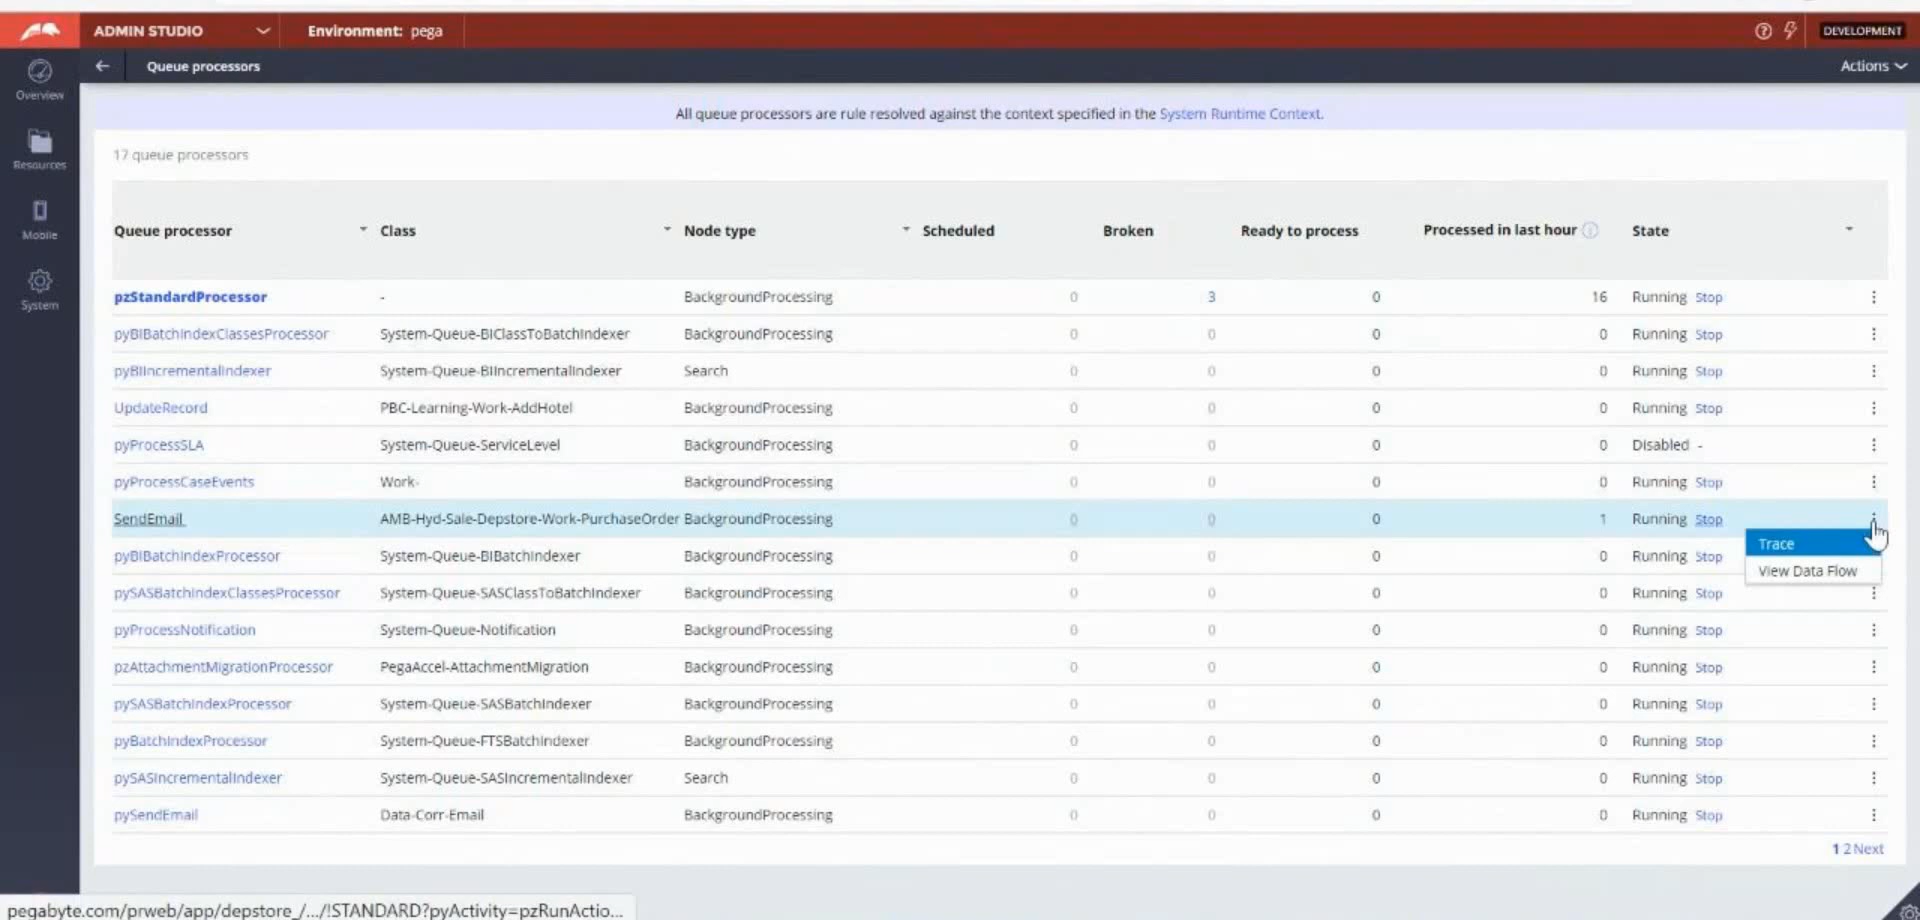 ADMIN STUDIO Environment: pega DEVELOPMENT
Queue processors Actions
Overview
Resources
Mobile
System
All queue processors are rule resolved against the context specified in the System Runtime Context.
17 queue processors
Queue processor Class Node type Scheduled Broken Ready to process Processed in last hour State
pzStandardProcessor - BackgroundProcessing 0 3 0 16 Running Stop
pyBIBatchIndexClassesProcessor System-Queue-BIClassToBatchIndexer BackgroundProcessing 0 0 0 0 Running Stop
pyBIIncrementalIndexer System-Queue-BIIncrementalIndexer Search 0 0 0 0 Running Stop
UpdateRecord PBC-Learning-Work-AddHotel BackgroundProcessing 0 0 0 0 Running Stop
pyProcessSLA System-Queue-ServiceLevel BackgroundProcessing 0 0 0 0 Disabled -
pyProcessCaseEvents Work- BackgroundProcessing 0 0 0 0 Running Stop
SendEmail AMB-Hyd-Sale-Depstore-Work-PurchaseOrder BackgroundProcessing 0 0 0 1 Running Stop
Trace
View Data Flow
pyBIBatchIndexProcessor System-Queue-BIBatchIndexer BackgroundProcessing 0 0 0 0 Running Stop
pySASBatchIndexClassesProcessor System-Queue-SASClassToBatchIndexer BackgroundProcessing 0 0 0 0 Running Stop
pyProcessNotification System-Queue-Notification BackgroundProcessing 0 0 0 0 Running Stop
pzAttachmentMigrationProcessor PegaAccel-AttachmentMigration BackgroundProcessing 0 0 0 0 Running Stop
pySASBatchIndexProcessor System-Queue-SASBatchIndexer BackgroundProcessing 0 0 0 0 Running Stop
pyBatchIndexProcessor System-Queue-FTSBatchIndexer BackgroundProcessing 0 0 0 0 Running Stop
pySASIncrementalIndexer System-Queue-SASIncrementalIndexer Search 0 0 0 0 Running Stop
pySendEmail Data-Corr-Email BackgroundProcessing 0 0 0 0 Running Stop
1 2 Next
pegabyte.com/prweb/app/depstore_/.../!STANDARD?pyActivity=pzRunActio...